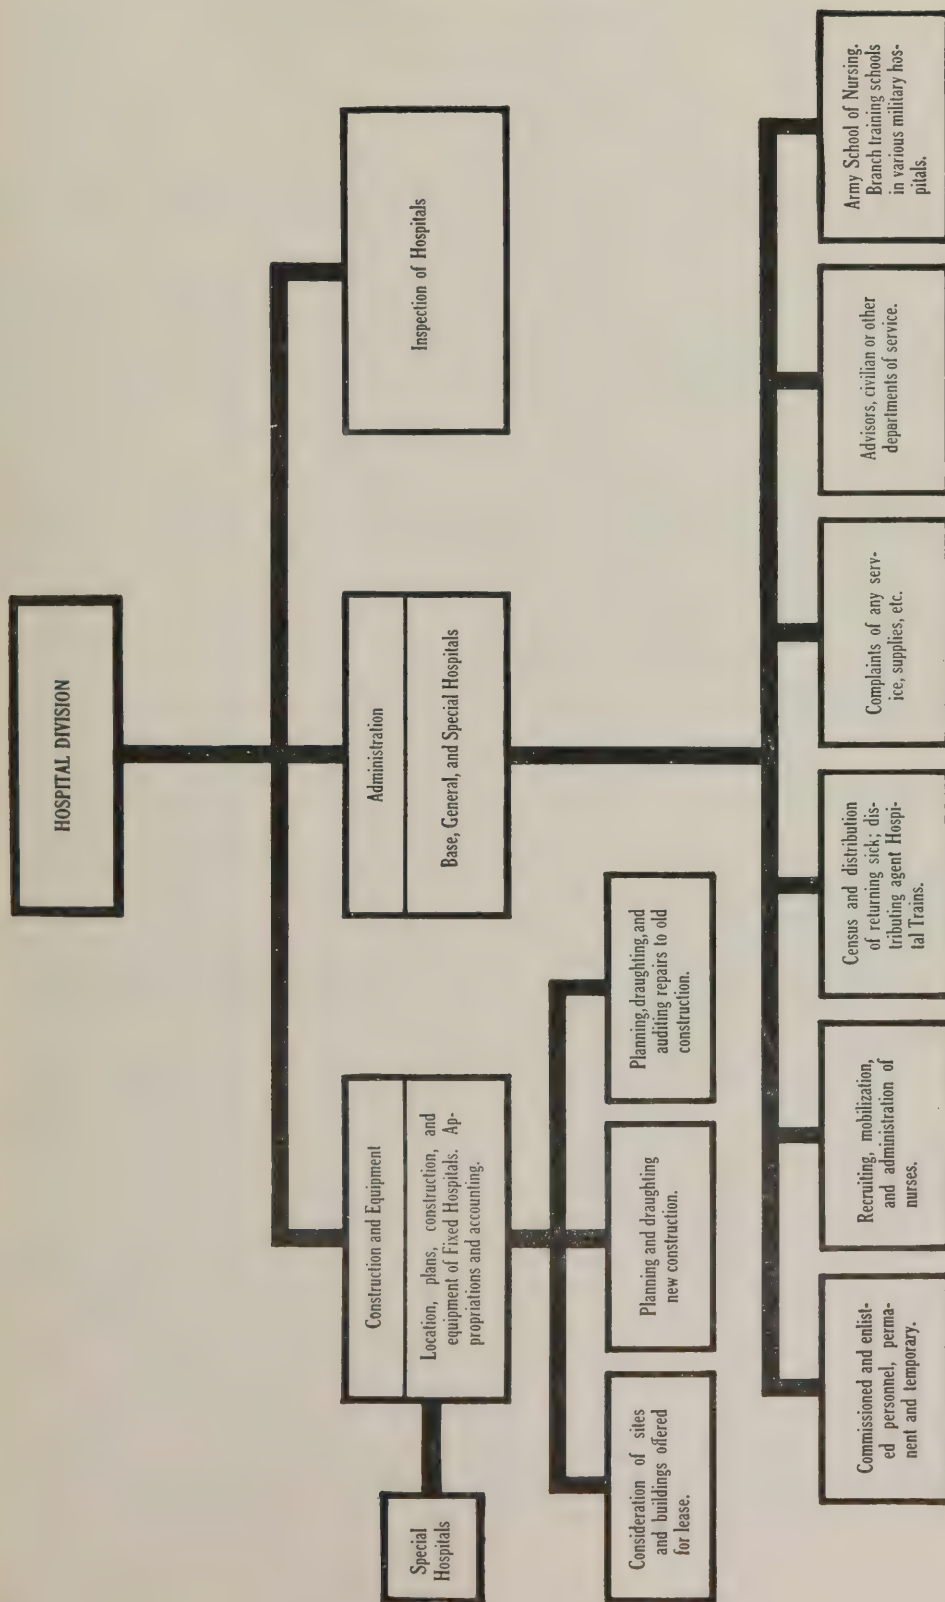 HOSPITAL DIVISION
Construction and Equipment
Location, plans, construction, and
equipment of Fixed Hospitals. Ap-
propriations and accounting.
Administration
Base, General, and Special Hospitals
Inspection of Hospitals
Special
Hospitals
Consideration of sites
and buildings offered
for lease.
Planning and draughting
new construction.
Planning, draughting, and
auditing repairs to old
construction.
Commissioned and enlist-
ed personnel, perma-
nent and temporary.
Recruiting, mobilization,
and administration of
nurses.
Census and distribution
of returning sick; dis-
tributing agent Hospi-
tal Trains.
Complaints of any serv-
ice, supplies, etc.
Advisors, civilian or other
departments of service.
Army School of Nursing.
Branch training schools
in various military hos-
pitals.